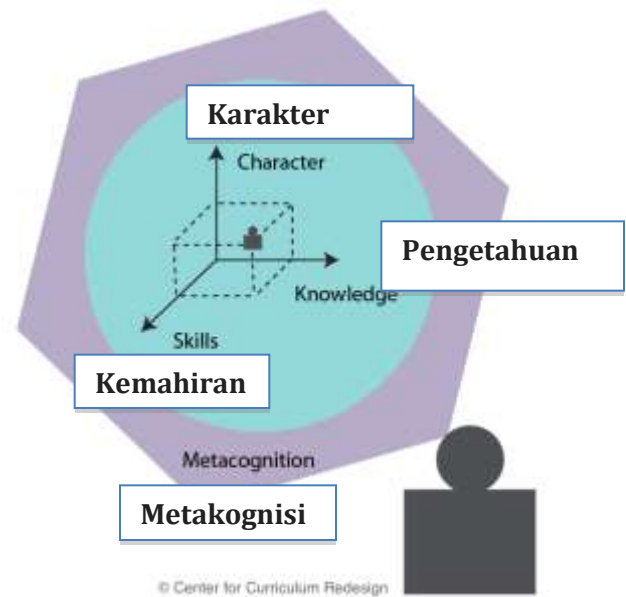 Karakter
Character
Pengetahuan
Knowledge
Skills
Kemahiran
Metacognition
Metakognisi
© Center for Curriculum Redesign